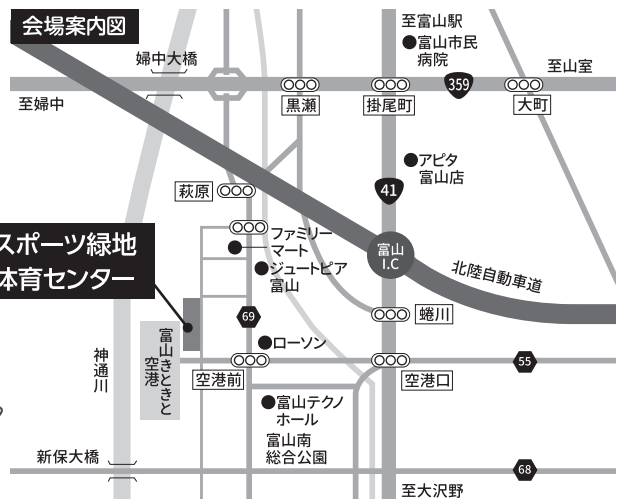 会場案内図
至富山駅
富山市民
病院
婦中大橋
至山室
359
至婦中
黒瀬
掛尾町
大町
アピタ
富山店
萩原
41
ファミリー
マート
富山
I.C
スポーツ緑地
体育センター
ジュートピア
富山
北陸自動車道
69
蜷川
ローソン
富山きときと
空港
神通川
空港前
空港口
55
富山テクノ
ホール
富山南
総合公園
新保大橋
68
至大沢野